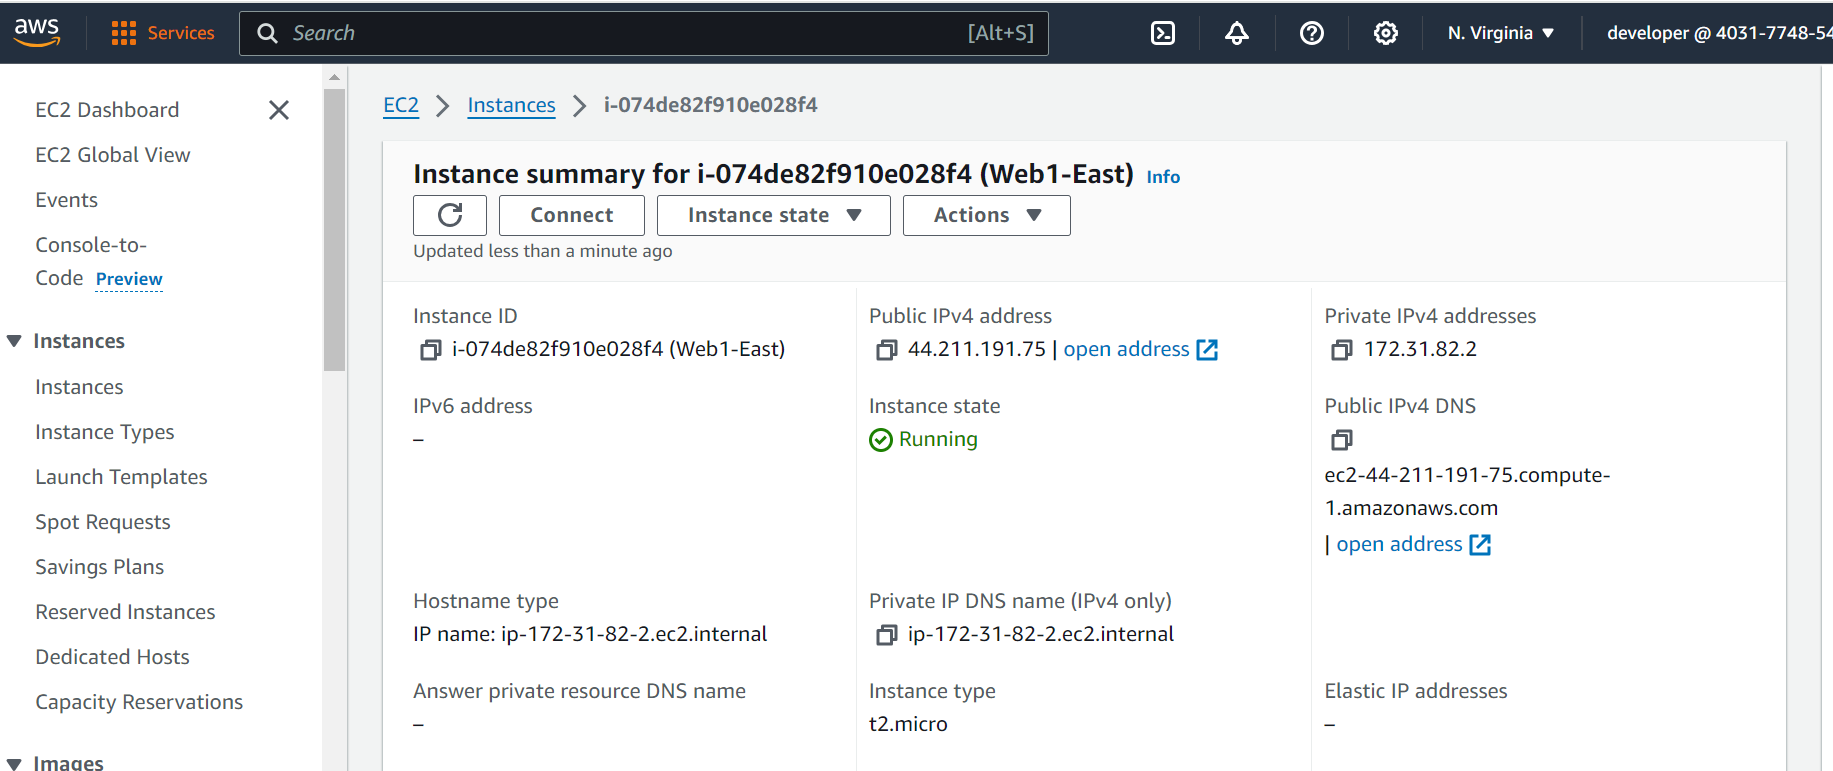 aws
Services
Search [Alt+S]
N. Virginia
developer @ 4031-7748-54
EC2 Dashboard
EC2 Global View
Events
Console-to-
Code Preview
Instances
Instances
Instance Types
Launch Templates
Spot Requests
Savings Plans
Reserved Instances
Dedicated Hosts
Capacity Reservations
Images
EC2 Instances i-074de82f910e028f4
Instance summary for i-074de82f910e028f4 (Web1-East) Info
Connect Instance state Actions
Updated less than a minute ago
Instance ID
i-074de82f910e028f4 (Web1-East)
Public IPv4 address
44.211.191.75 | open address
Private IPv4 addresses
172.31.82.2
IPv6 address
–
Instance state
Running
Public IPv4 DNS
ec2-44-211-191-75.compute-
1.amazonaws.com
| open address
Hostname type
IP name: ip-172-31-82-2.ec2.internal
Private IP DNS name (IPv4 only)
ip-172-31-82-2.ec2.internal
Answer private resource DNS name
–
Instance type
t2.micro
Elastic IP addresses
–